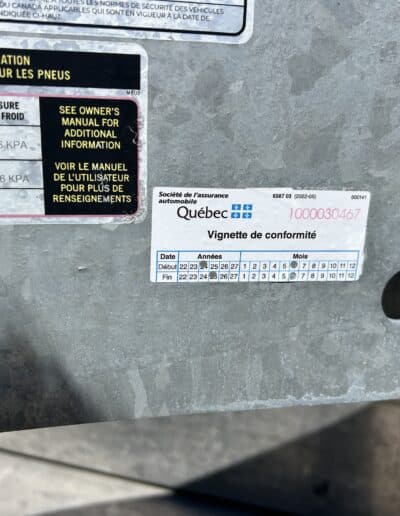 DU CANADA APPLICABLES QUI SONT EN VIGUEUR À LA DATE DE
INDIQUÉE CI-HAUT.
ATION
UR LES PNEUS
SURE
FROID
KPA
KPA
SEE OWNER'S
MANUAL FOR
ADDITIONAL
INFORMATION
VOIR LE MANUEL
DE L'UTILISATEUR
POUR PLUS DE
RENSEIGNEMENTS
Société de l'assurance
automobile
Québec
6587 03 (2022-05)
000141
1000030467
Vignette de conformité
Date Années Mois
Début 22 23 25 26 27 1 2 3 4 5 7 8 9 10 11 12
Fin 22 23 24 26 27 1 2 3 4 5 7 8 9 10 11 12